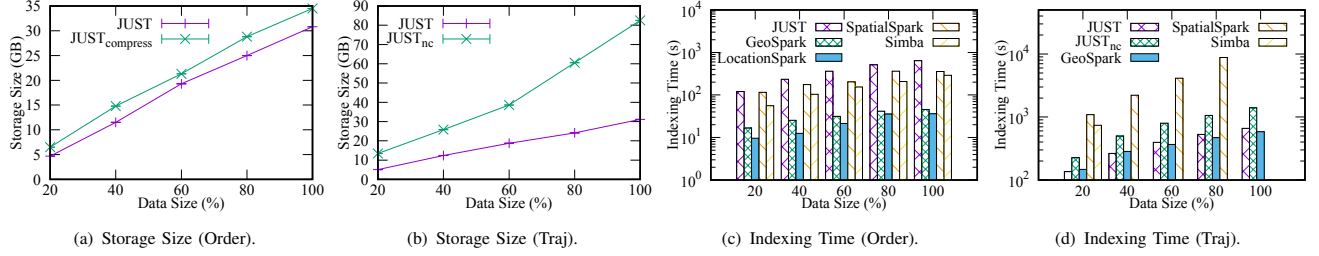 35
30
25
20
15
10
5
0
Storage Size (GB)
JUST
JUST_compress
20 40 60 80 100
Data Size (%)
(a) Storage Size (Order).
90
80
70
60
50
40
30
20
10
0
Storage Size (GB)
JUST
JUST_nc
20 40 60 80 100
Data Size (%)
(b) Storage Size (Traj).
10^4
10^3
10^2
10^1
10^0
Indexing Time (s)
JUST SpatialSpark
GeoSpark Simba
LocationSpark
20 40 60 80 100
Data Size (%)
(c) Indexing Time (Order).
10^4
10^3
10^2
Indexing Time (s)
JUST SpatialSpark
JUST_nc Simba
GeoSpark
20 40 60 80 100
Data Size (%)
(d) Indexing Time (Traj).